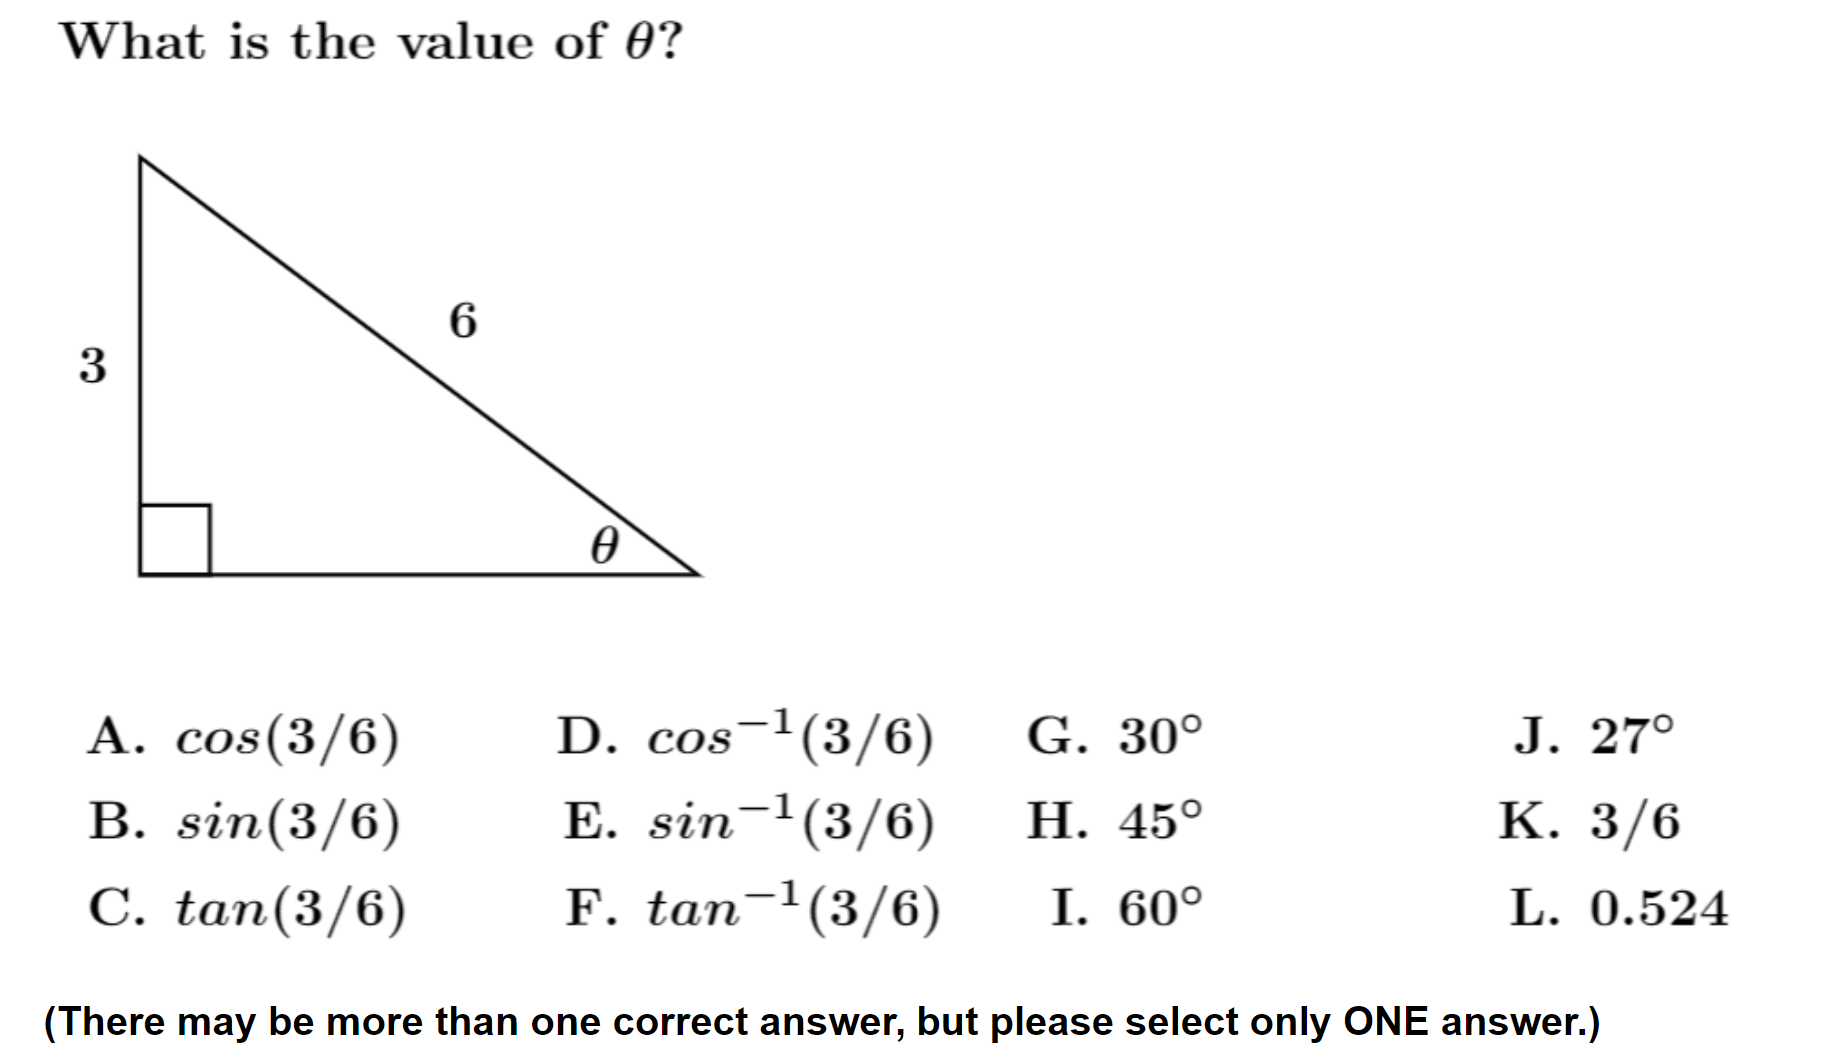 What is the value of θ?
6
3
θ
A. cos(3/6) D. cos⁻¹(3/6) G. 30° J. 27°
B. sin(3/6) E. sin⁻¹(3/6) H. 45° K. 3/6
C. tan(3/6) F. tan⁻¹(3/6) I. 60° L. 0.524
(There may be more than one correct answer, but please select only ONE answer.)